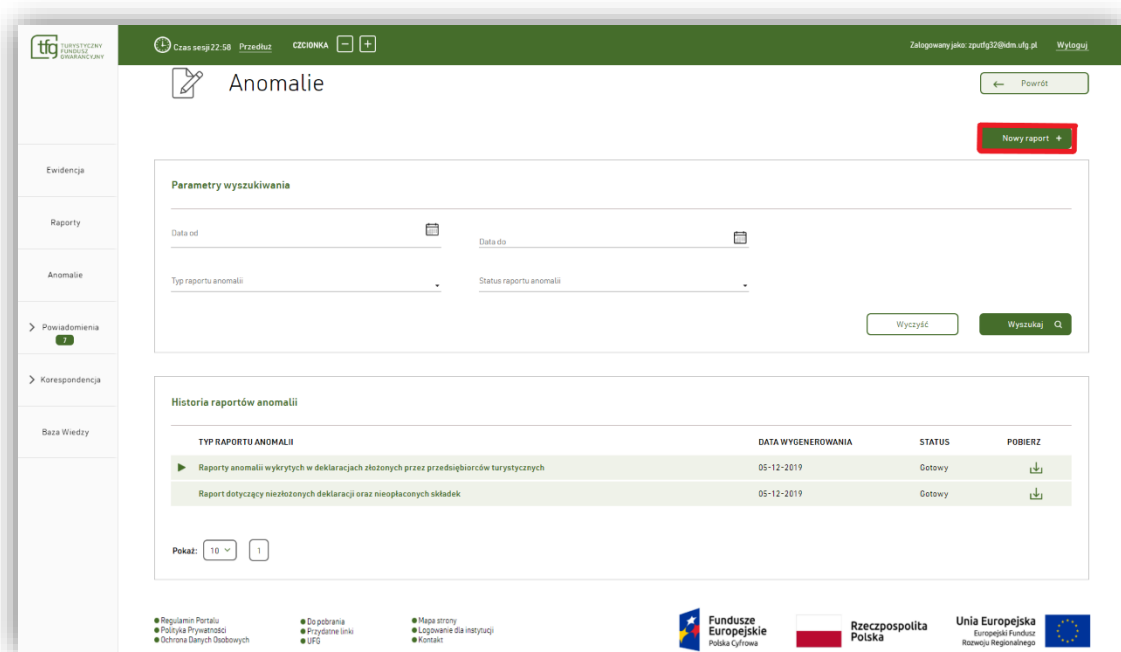 tfg TURYSTYCZNY
FUNDUSZ
GWARANCYJNY
Czas sesji 22:58 Przedłuż CZCIONKA - +
Zalogowany jako: zputfg32@idm.ufg.pl Wyloguj
Anomalie
← Powrót
Nowy raport +
Ewidencja
Raporty
Anomalie
Powiadomienia
7
Korespondencja
Baza Wiedzy
Parametry wyszukiwania
Data od
Data do
Typ raportu anomalii
Status raportu anomalii
Wyczyść
Wyszukaj
Historia raportów anomalii
TYP RAPORTU ANOMALII DATA WYGENEROWANIA STATUS POBIERZ
Raporty anomalii wykrytych w deklaracjach złożonych przez przedsiębiorców turystycznych 05-12-2019 Gotowy
Raport dotyczący niezłożonych deklaracji oraz nieopłaconych składek 05-12-2019 Gotowy
Pokaż: 10 1
Regulamin Portalu
Polityka Prywatności
Ochrona Danych Osobowych
Do pobrania
Przydatne linki
UFG
Mapa strony
Logowanie dla instytucji
Kontakt
Fundusze
Europejskie
Polska Cyfrowa
Rzeczpospolita
Polska
Unia Europejska
Europejski Fundusz
Rozwoju Regionalnego